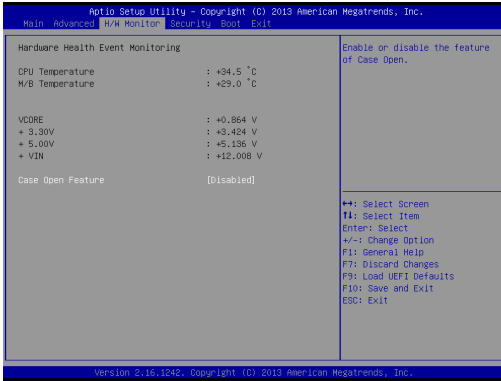 Aptio Setup Utility – Copyright (C) 2013 American Megatrends, Inc.
Main Advanced H/W Monitor Security Boot Exit
Hardware Health Event Monitoring
CPU Temperature : +34.5 °C
M/B Temperature : +29.0 °C
VCORE : +0.864 V
+ 3.30V : +3.424 V
+ 5.00V : +5.136 V
+ VIN : +12.008 V
Case Open Feature [Disabled]
Enable or disable the feature
of Case Open.
↔: Select Screen
↑↓: Select Item
Enter: Select
+/-: Change Option
F1: General Help
F7: Discard Changes
F9: Load UEFI Defaults
F10: Save and Exit
ESC: Exit
Version 2.16.1242. Copyright (C) 2013 American Megatrends, Inc.